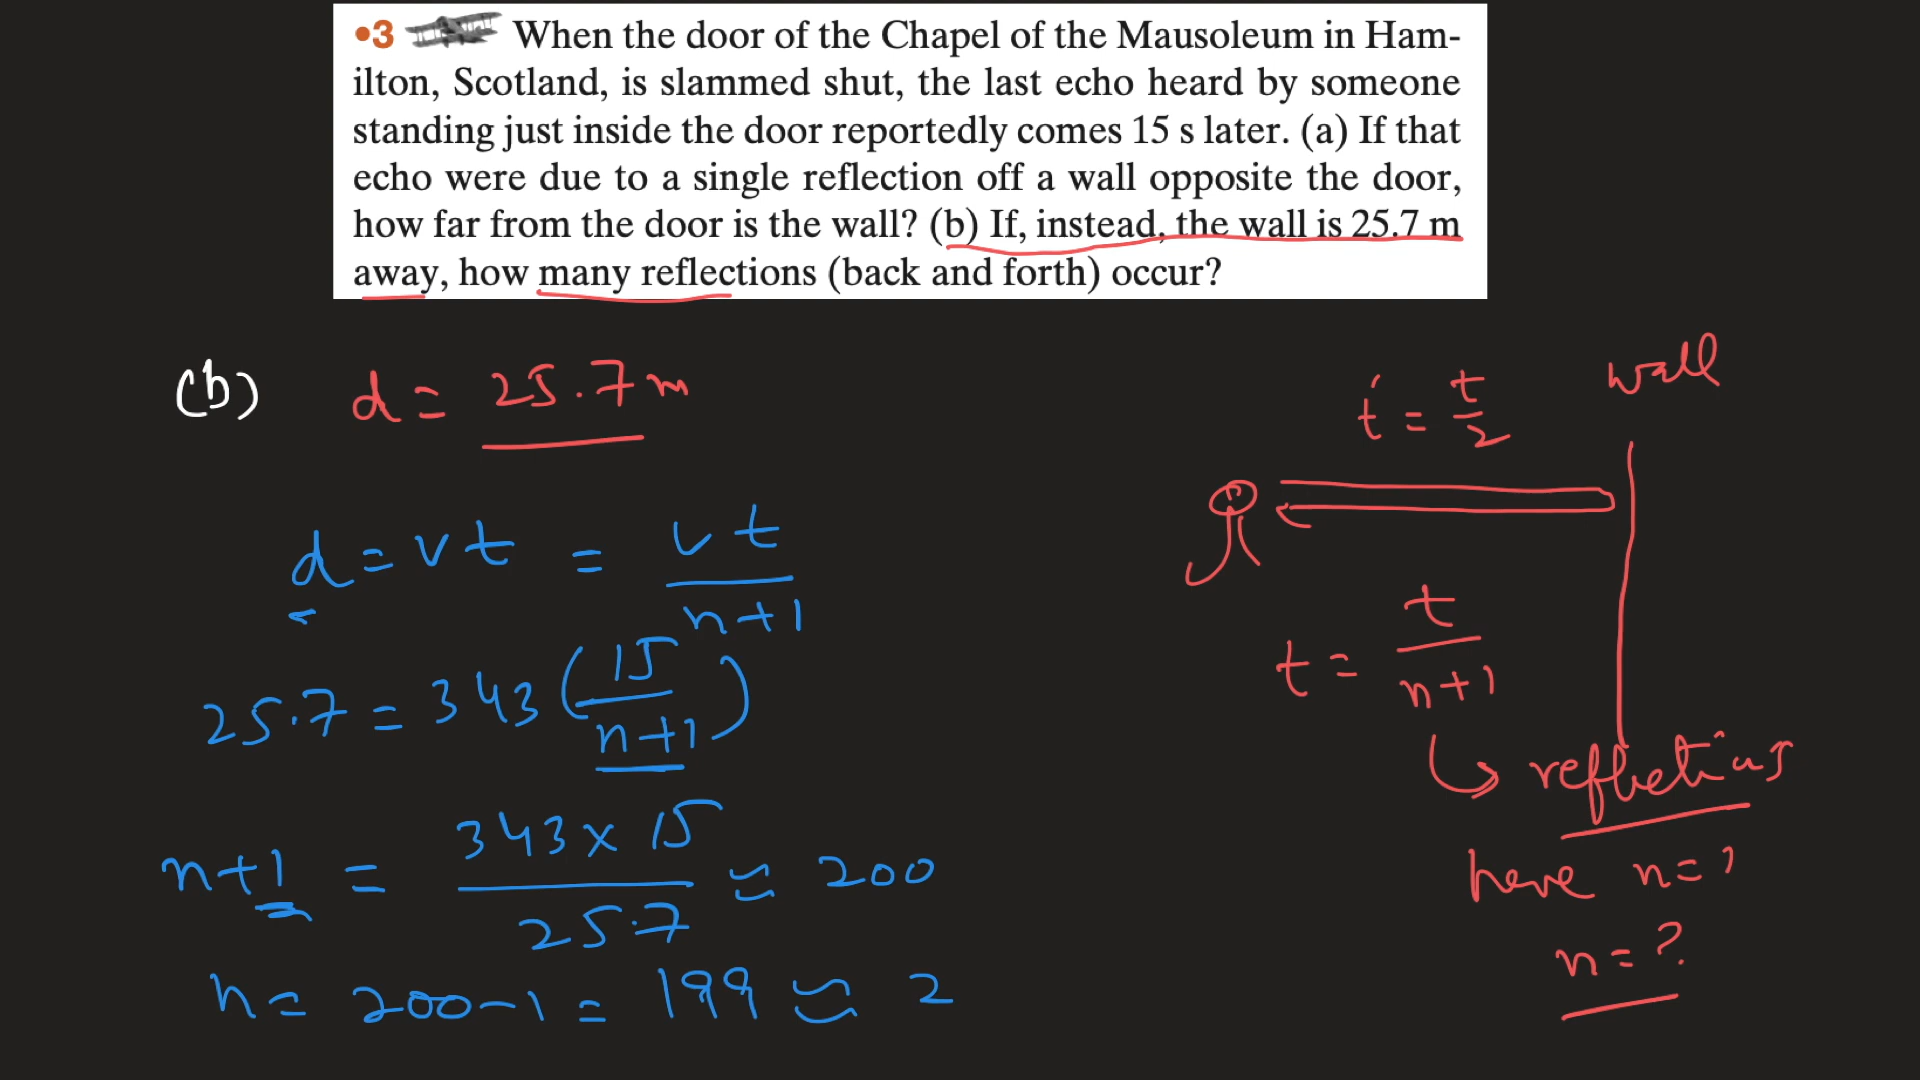 •3 When the door of the Chapel of the Mausoleum in Ham-
ilton, Scotland, is slammed shut, the last echo heard by someone
standing just inside the door reportedly comes 15 s later. (a) If that
echo were due to a single reflection off a wall opposite the door,
how far from the door is the wall? (b) If, instead, the wall is 25.7 m
away, how many reflections (back and forth) occur?
(b) d = 25.7 m
d = vt = vt / n+1
25.7 = 343 (15 / n+1)
n+1 = 343 × 15 / 25.7 ≈ 200
n = 200 - 1 = 199 ≈ 2
t = t / 2
wall
t = t / n+1
↳ reflections
here n = 1
n = ?